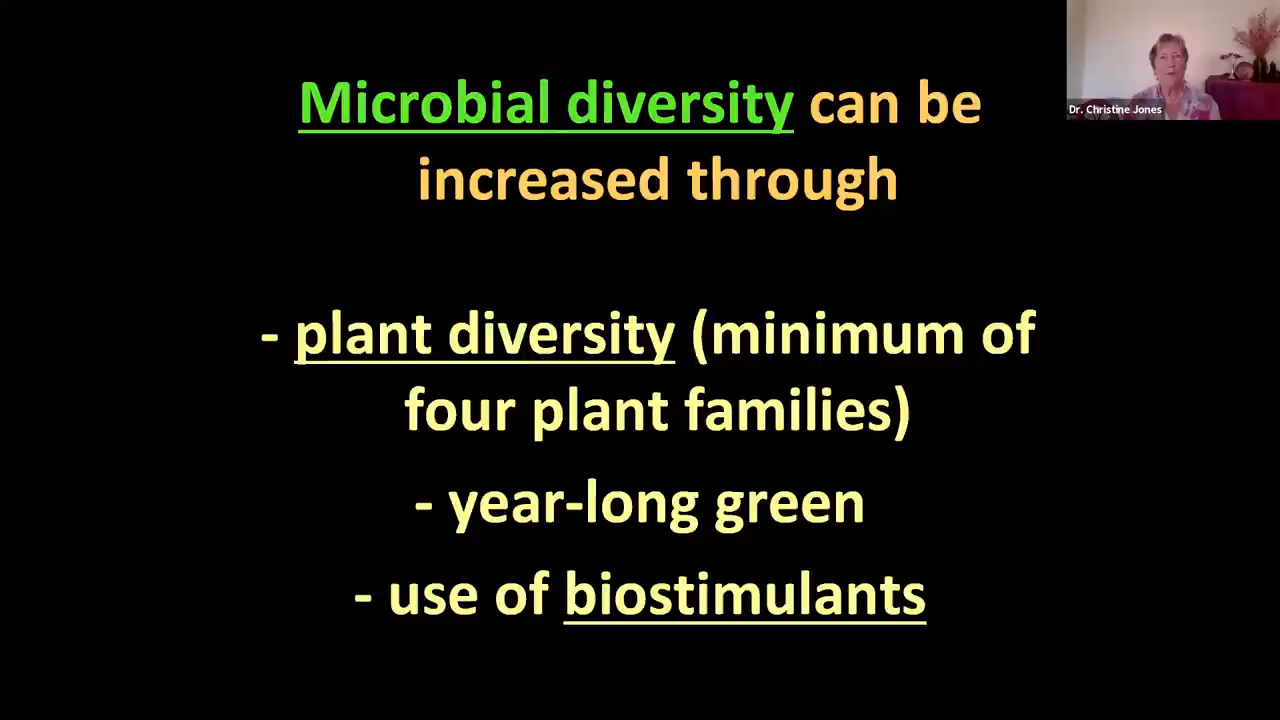 Microbial diversity can be
increased through
- plant diversity (minimum of
four plant families)
- year-long green
- use of biostimulants
Dr. Christine Jones